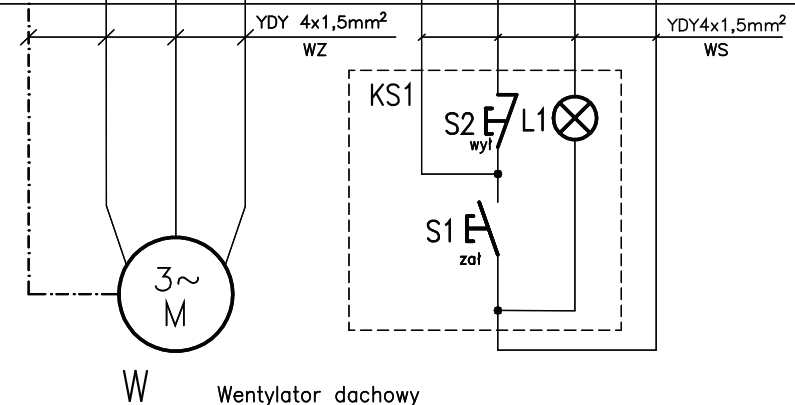 YDY 4x1,5mm²
WZ
YDY4x1,5mm²
WS
KS1
S2
wył
L1
S1
zał
3~
M
W
Wentylator dachowy